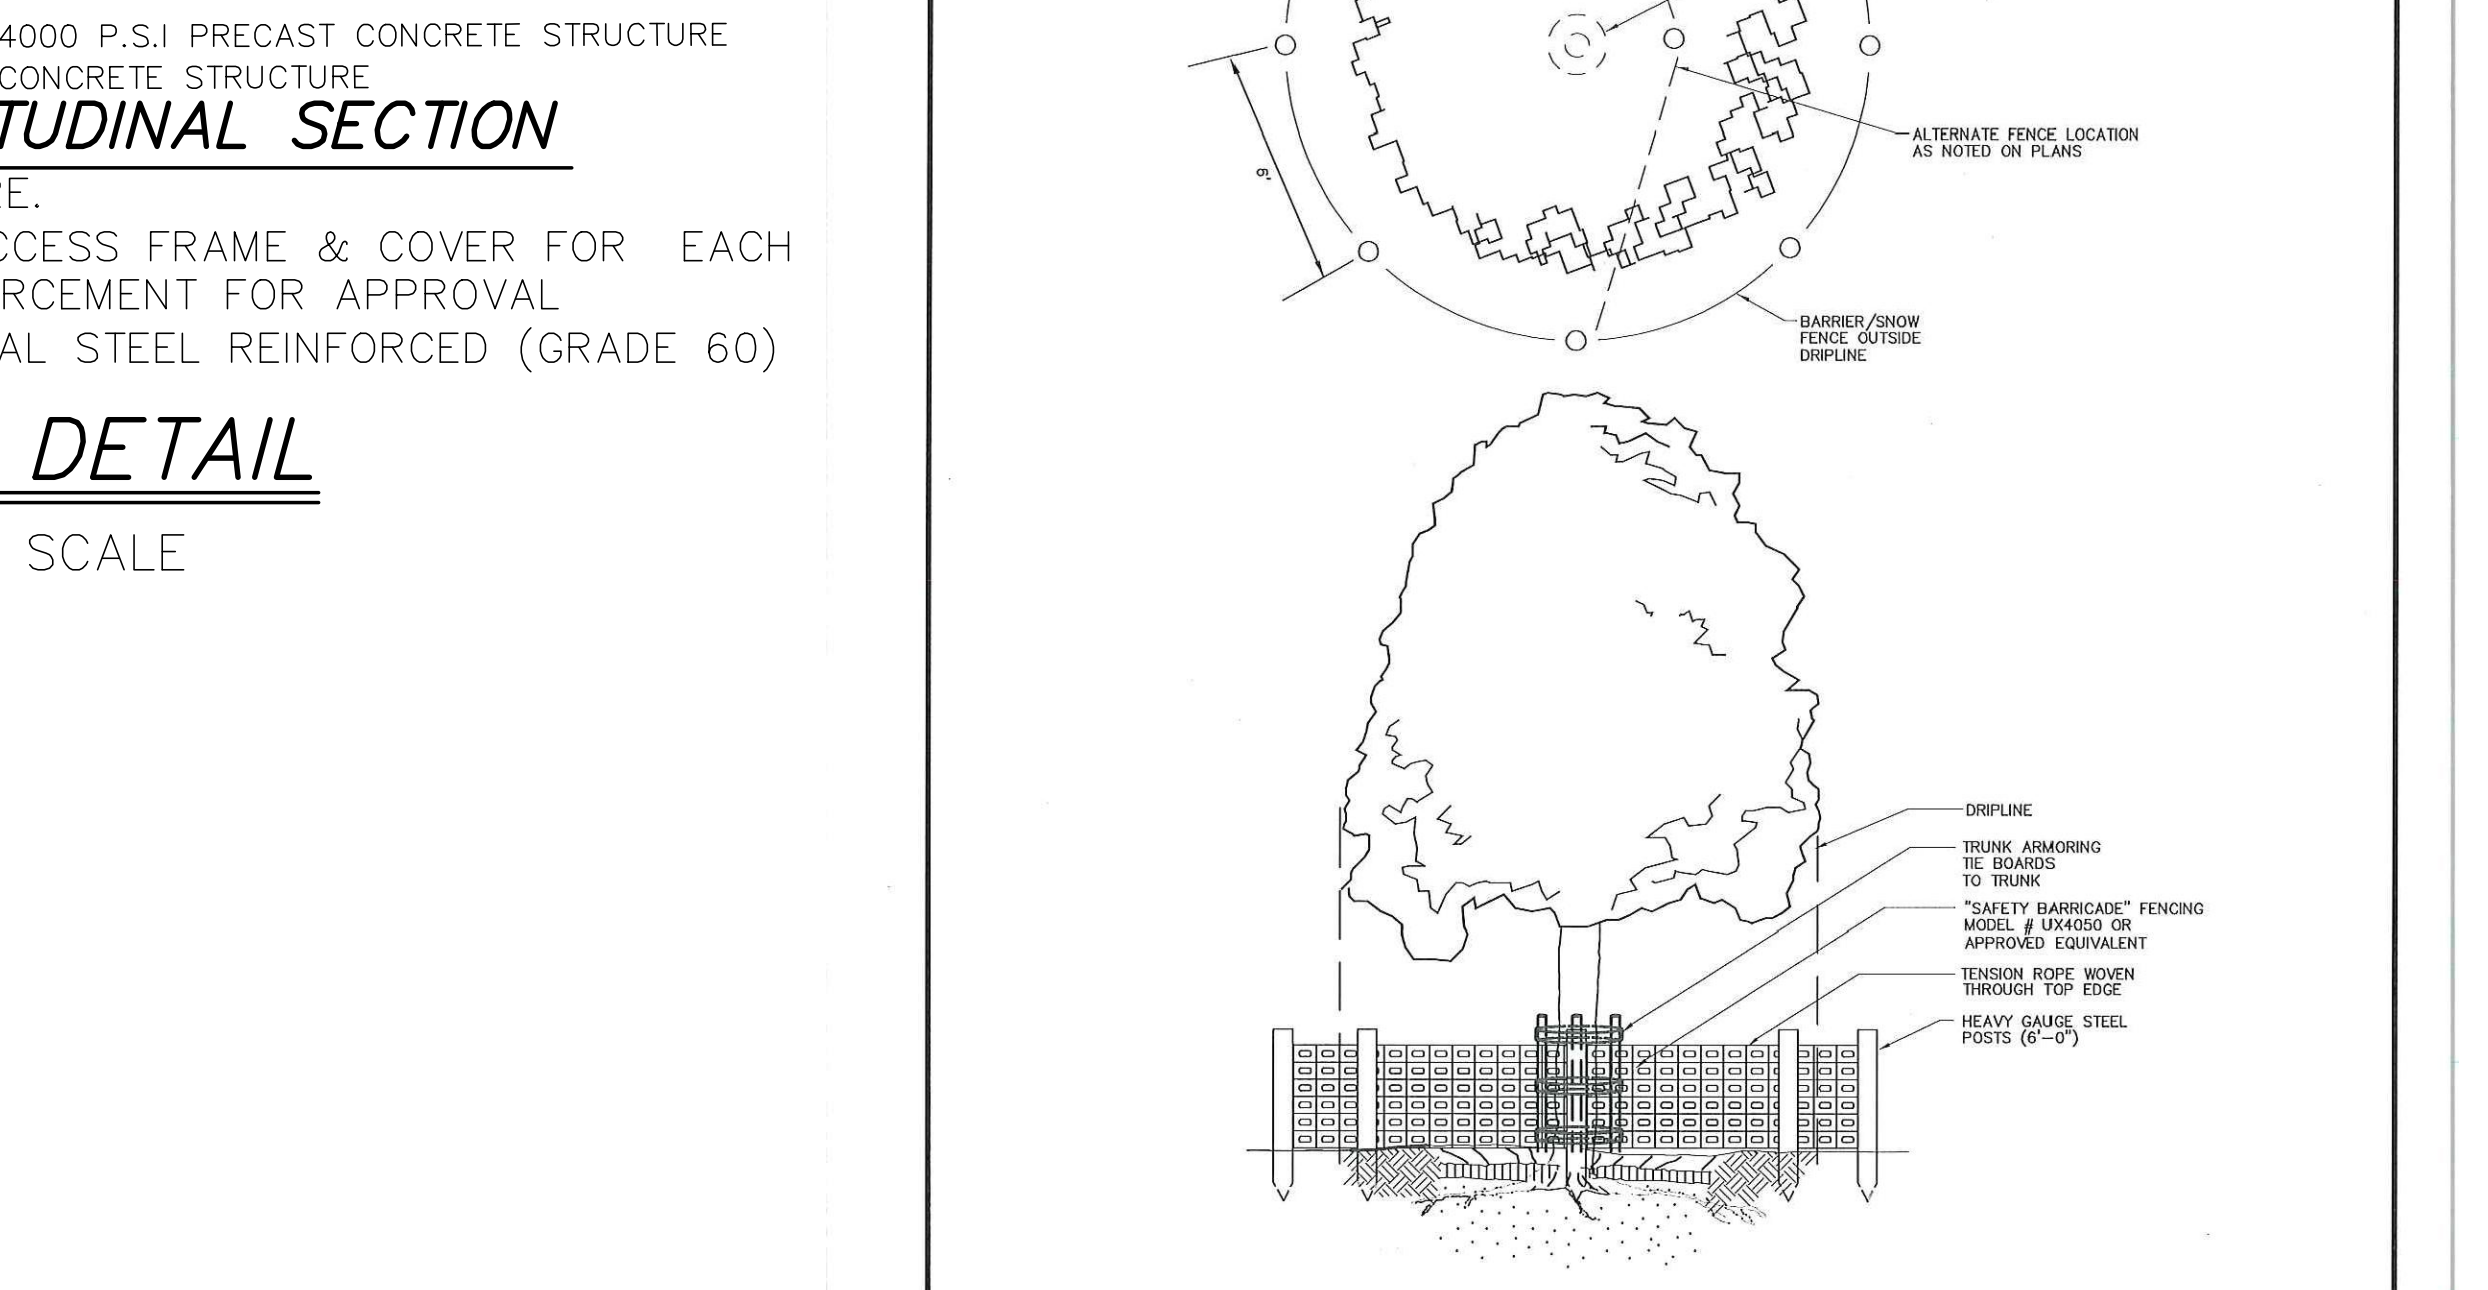 4000 P.S.I PRECAST CONCRETE STRUCTURE
CONCRETE STRUCTURE
TUDINAL SECTION
RE.
CCESS FRAME & COVER FOR EACH
RCEMENT FOR APPROVAL
AL STEEL REINFORCED (GRADE 60)
DETAIL
SCALE
6'
ALTERNATE FENCE LOCATION
AS NOTED ON PLANS
BARRIER/SNOW
FENCE OUTSIDE
DRIPLINE
DRIPLINE
TRUNK ARMORING
TIE BOARDS
TO TRUNK
"SAFETY BARRICADE" FENCING
MODEL # UX4050 OR
APPROVED EQUIVALENT
TENSION ROPE WOVEN
THROUGH TOP EDGE
HEAVY GAUGE STEEL
POSTS (6'-0")